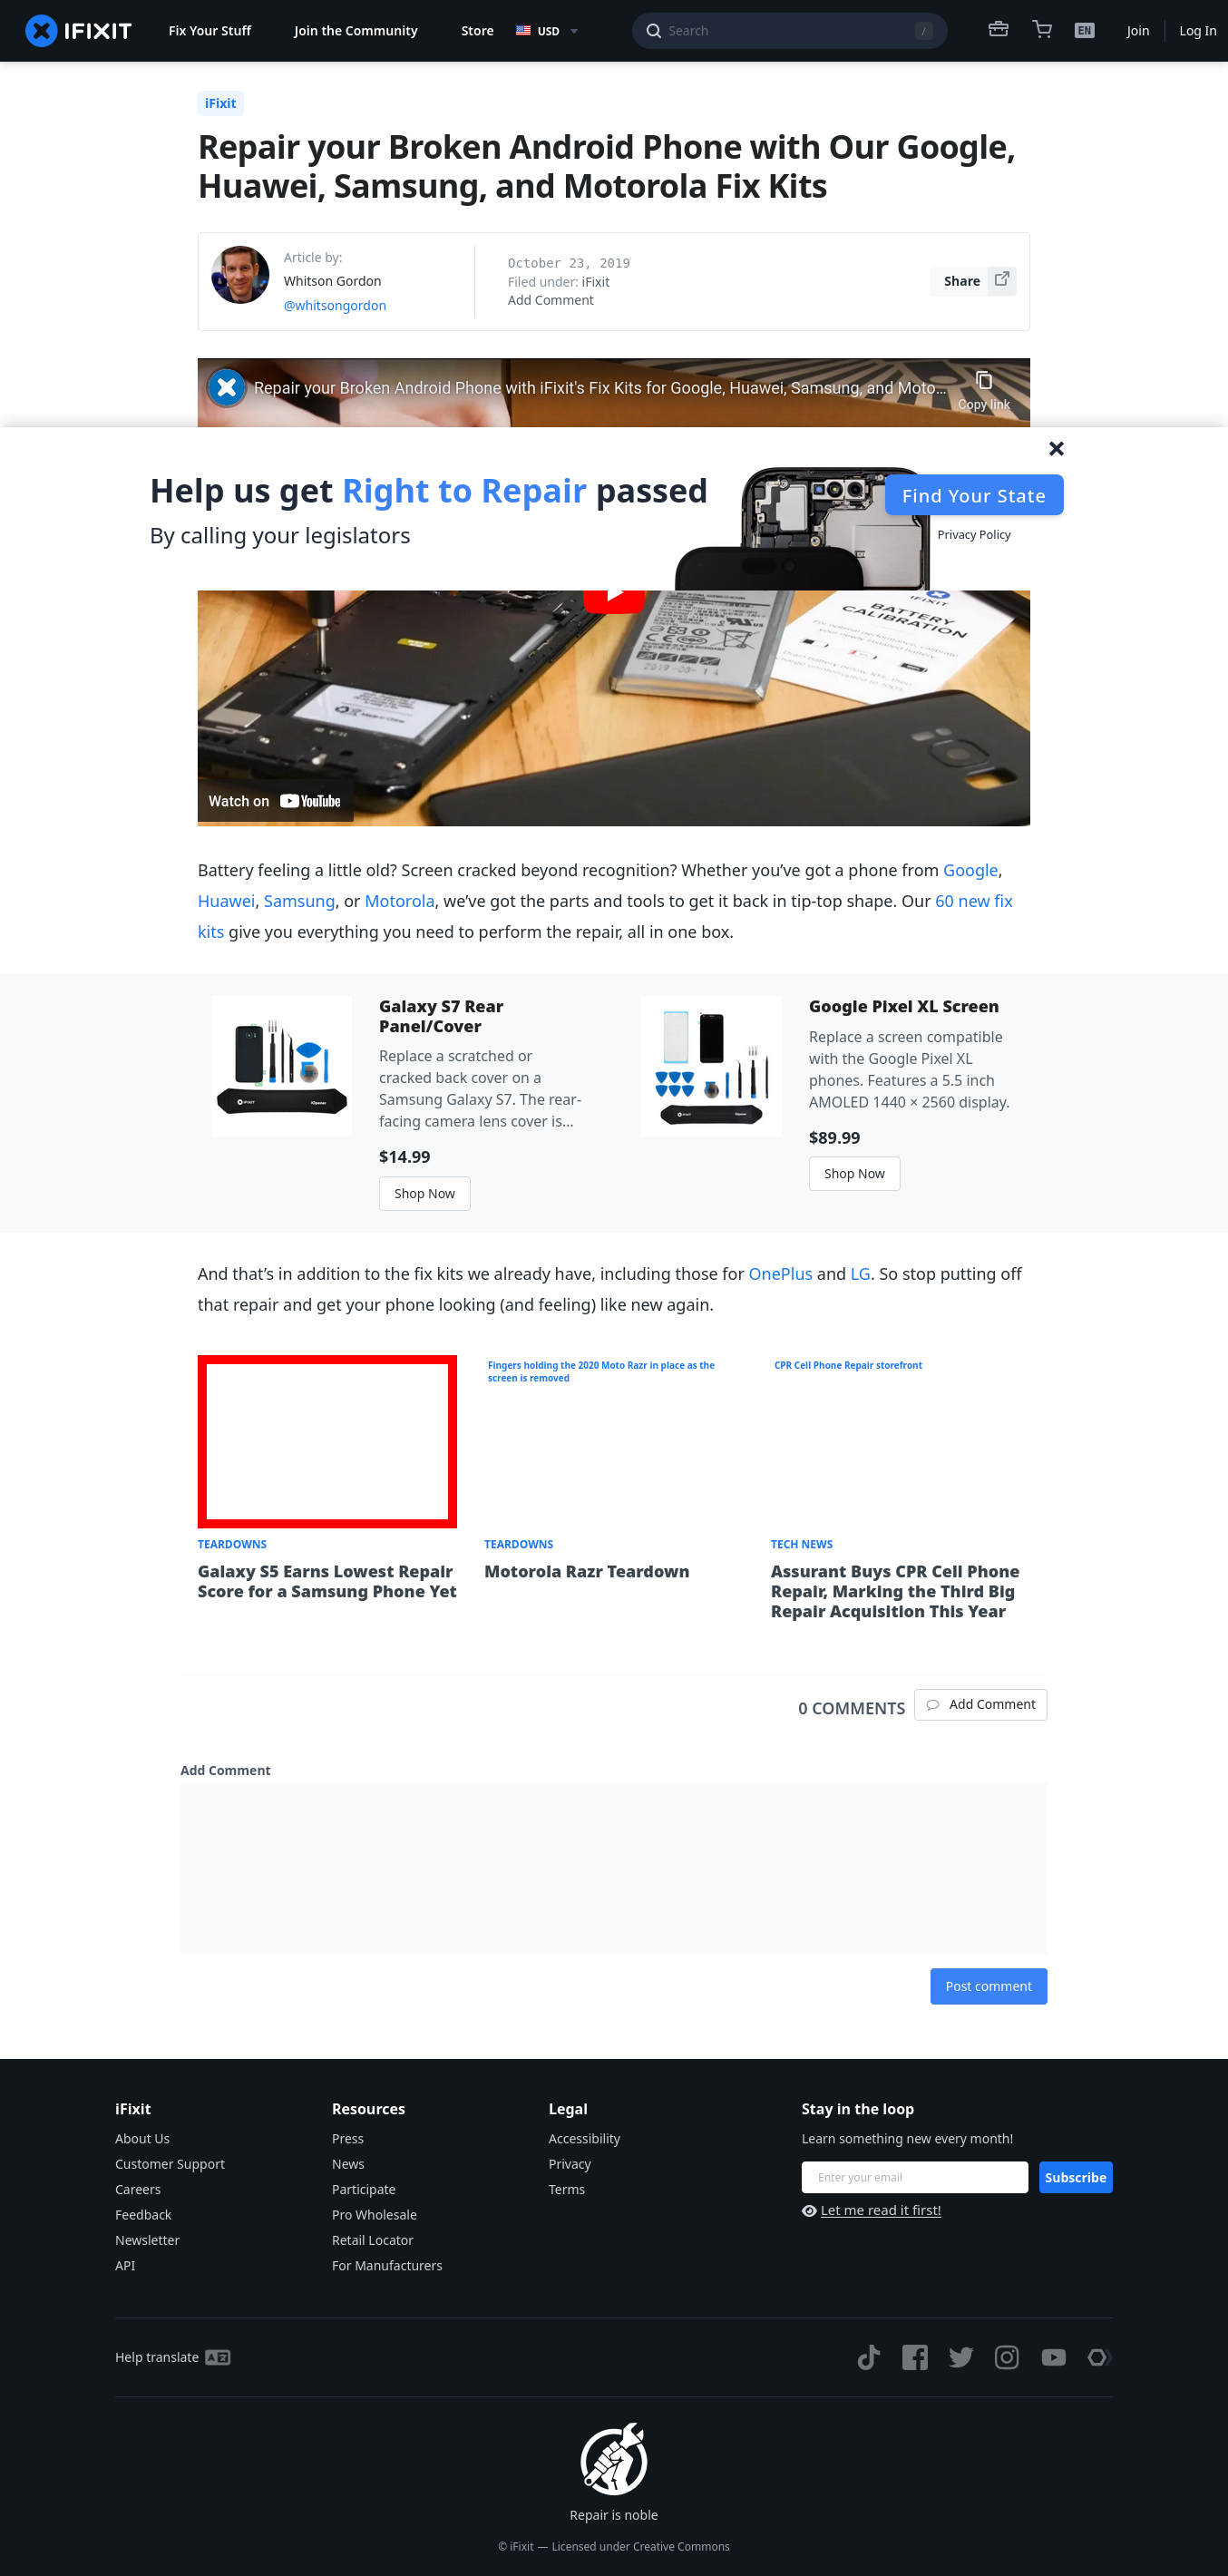 IFIXIT
Fix Your Stuff
Join the Community
Store
USD
Search
/
EN
Join
Log In
iFixit
Repair your Broken Android Phone with Our Google,
Huawei, Samsung, and Motorola Fix Kits
Article by:
Whitson Gordon
@whitsongordon
October 23, 2019
Filed under: iFixit
Add Comment
Share
Repair your Broken Android Phone with iFixit's Fix Kits for Google, Huawei, Samsung, and Moto...
Copy link
Help us get Right to Repair passed
By calling your legislators
Find Your State
Privacy Policy
IFIXIT
BATTERY
CALIBRATION
Watch on YouTube
Battery feeling a little old? Screen cracked beyond recognition? Whether you’ve got a phone from Google,
Huawei, Samsung, or Motorola, we’ve got the parts and tools to get it back in tip-top shape. Our 60 new fix
kits give you everything you need to perform the repair, all in one box.
Galaxy S7 Rear
Panel/Cover
Replace a scratched or
cracked back cover on a
Samsung Galaxy S7. The rear-
facing camera lens cover is...
$14.99
Shop Now
Google Pixel XL Screen
Replace a screen compatible
with the Google Pixel XL
phones. Features a 5.5 inch
AMOLED 1440 × 2560 display.
$89.99
Shop Now
And that’s in addition to the fix kits we already have, including those for OnePlus and LG. So stop putting off
that repair and get your phone looking (and feeling) like new again.
TEARDOWNS
Galaxy S5 Earns Lowest Repair
Score for a Samsung Phone Yet
Fingers holding the 2020 Moto Razr in place as the
screen is removed
TEARDOWNS
Motorola Razr Teardown
CPR Cell Phone Repair storefront
TECH NEWS
Assurant Buys CPR Cell Phone
Repair, Marking the Third Big
Repair Acquisition This Year
0 COMMENTS
Add Comment
Add Comment
Post comment
iFixit
About Us
Customer Support
Careers
Feedback
Newsletter
API
Resources
Press
News
Participate
Pro Wholesale
Retail Locator
For Manufacturers
Legal
Accessibility
Privacy
Terms
Stay in the loop
Learn something new every month!
Enter your email
Subscribe
Let me read it first!
Help translate
Repair is noble
© iFixit — Licensed under Creative Commons